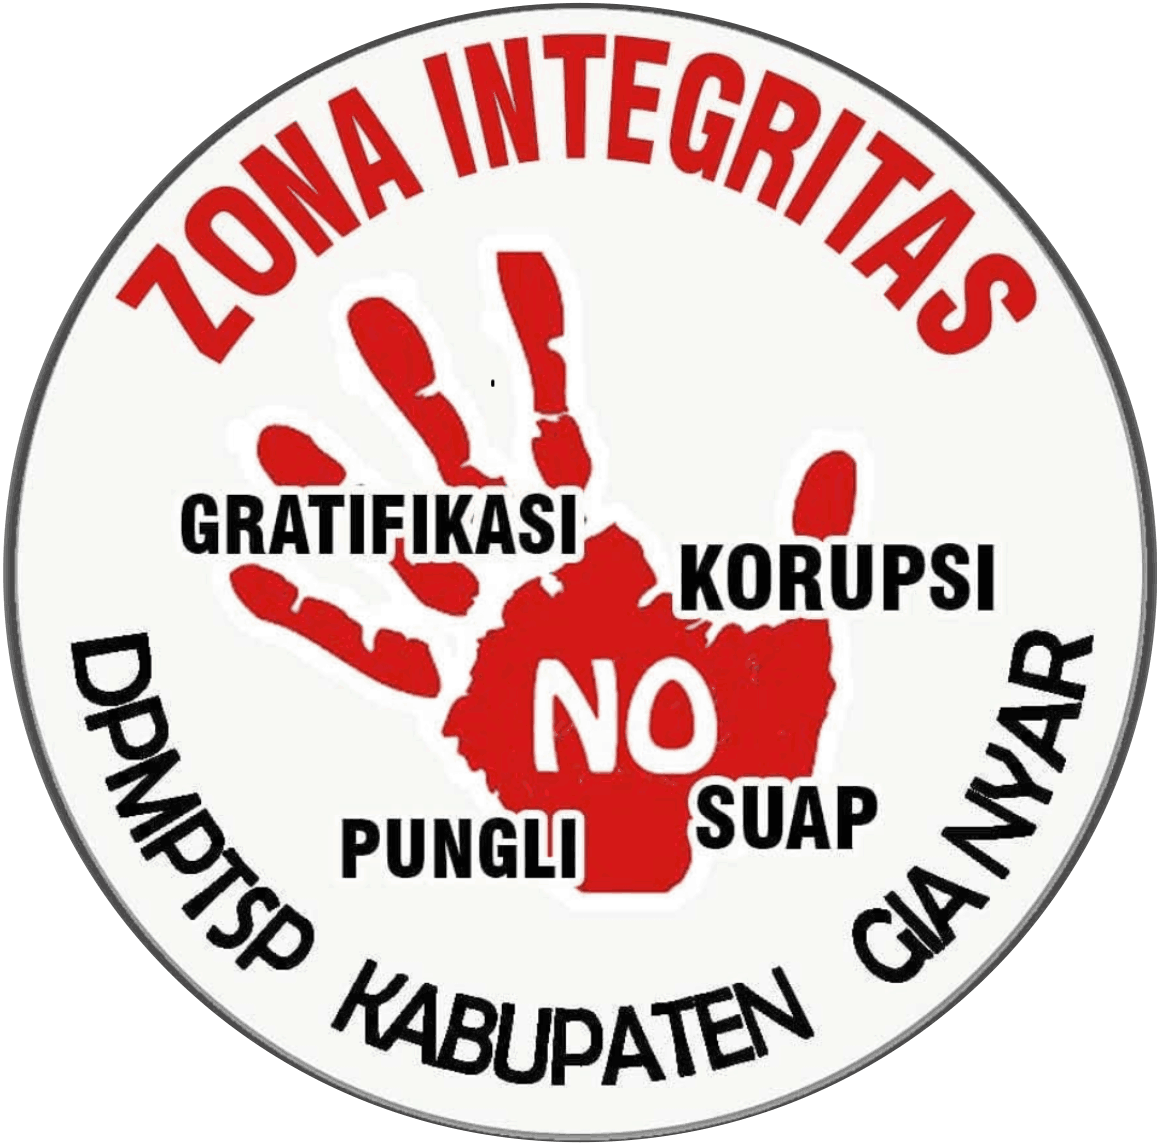 ZONA INTEGRITAS
GRATIFIKASI
KORUPSI
NO
SUAP
PUNGLI
DPMPTSP KABUPATEN GIANYAR